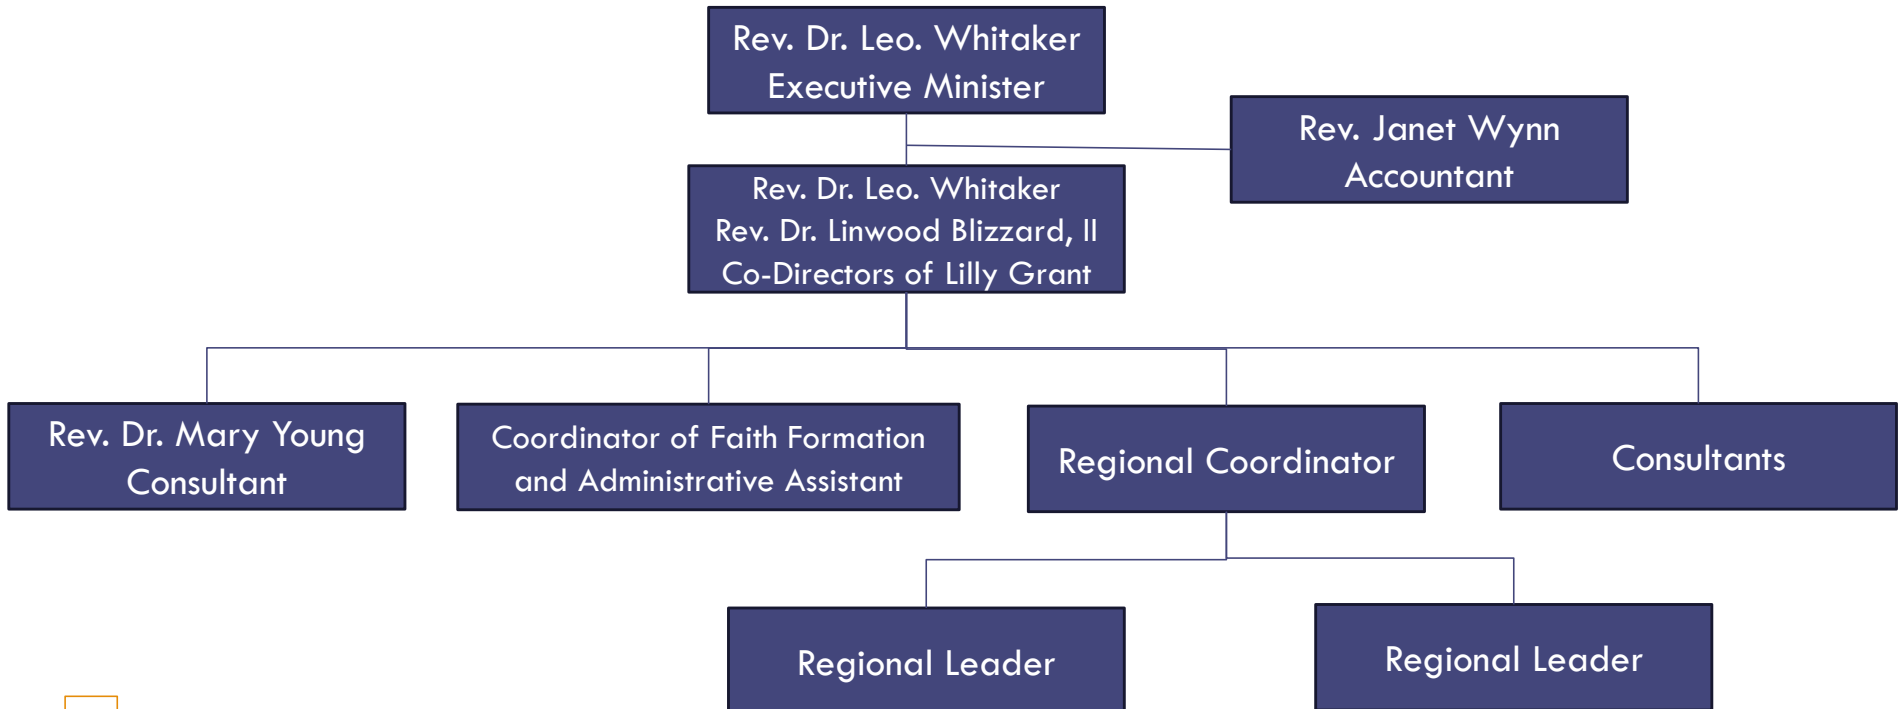 Rev. Dr. Leo. Whitaker
Executive Minister
Rev. Janet Wynn
Accountant
Rev. Dr. Leo. Whitaker
Rev. Dr. Linwood Blizzard, II
Co-Directors of Lilly Grant
Rev. Dr. Mary Young
Consultant
Coordinator of Faith Formation
and Administrative Assistant
Regional Coordinator
Consultants
Regional Leader
Regional Leader